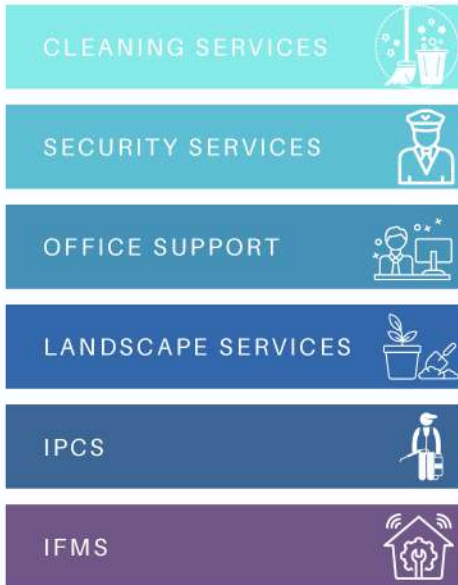 CLEANING SERVICES
SECURITY SERVICES
OFFICE SUPPORT
LANDSCAPE SERVICES
IPCS
IFMS